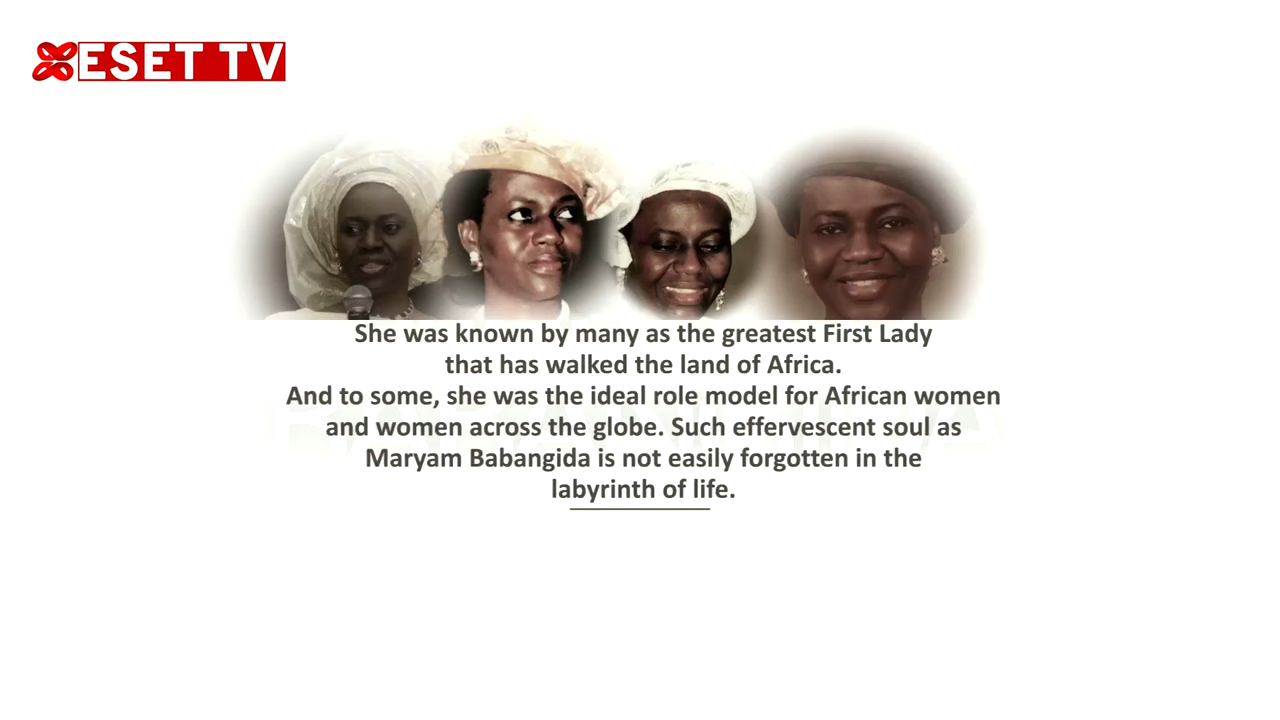 ESET TV
She was known by many as the greatest First Lady
that has walked the land of Africa.
And to some, she was the ideal role model for African women
and women across the globe. Such effervescent soul as
Maryam Babangida is not easily forgotten in the
labyrinth of life.
BABANGIDA